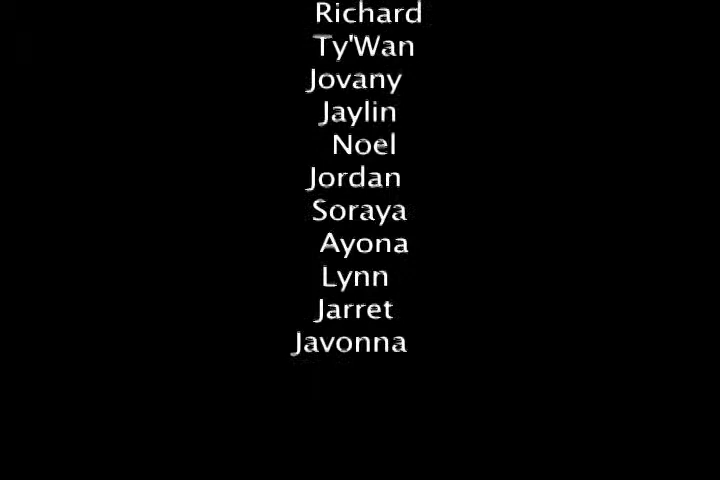 Richard
Ty'Wan
Jovany
Jaylin
Noel
Jordan
Soraya
Ayona
Lynn
Jarret
Javonna